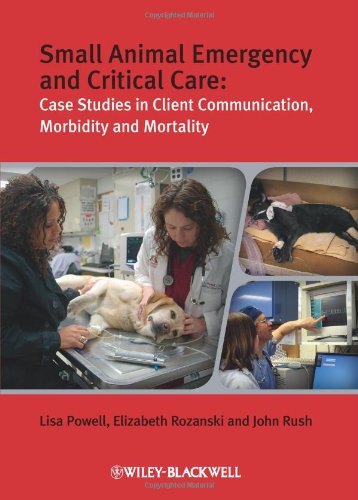 Small Animal Emergency
and Critical Care:
Case Studies in Client Communication,
Morbidity and Mortality
Lisa Powell, Elizabeth Rozanski and John Rush
WILEY-BLACKWELL